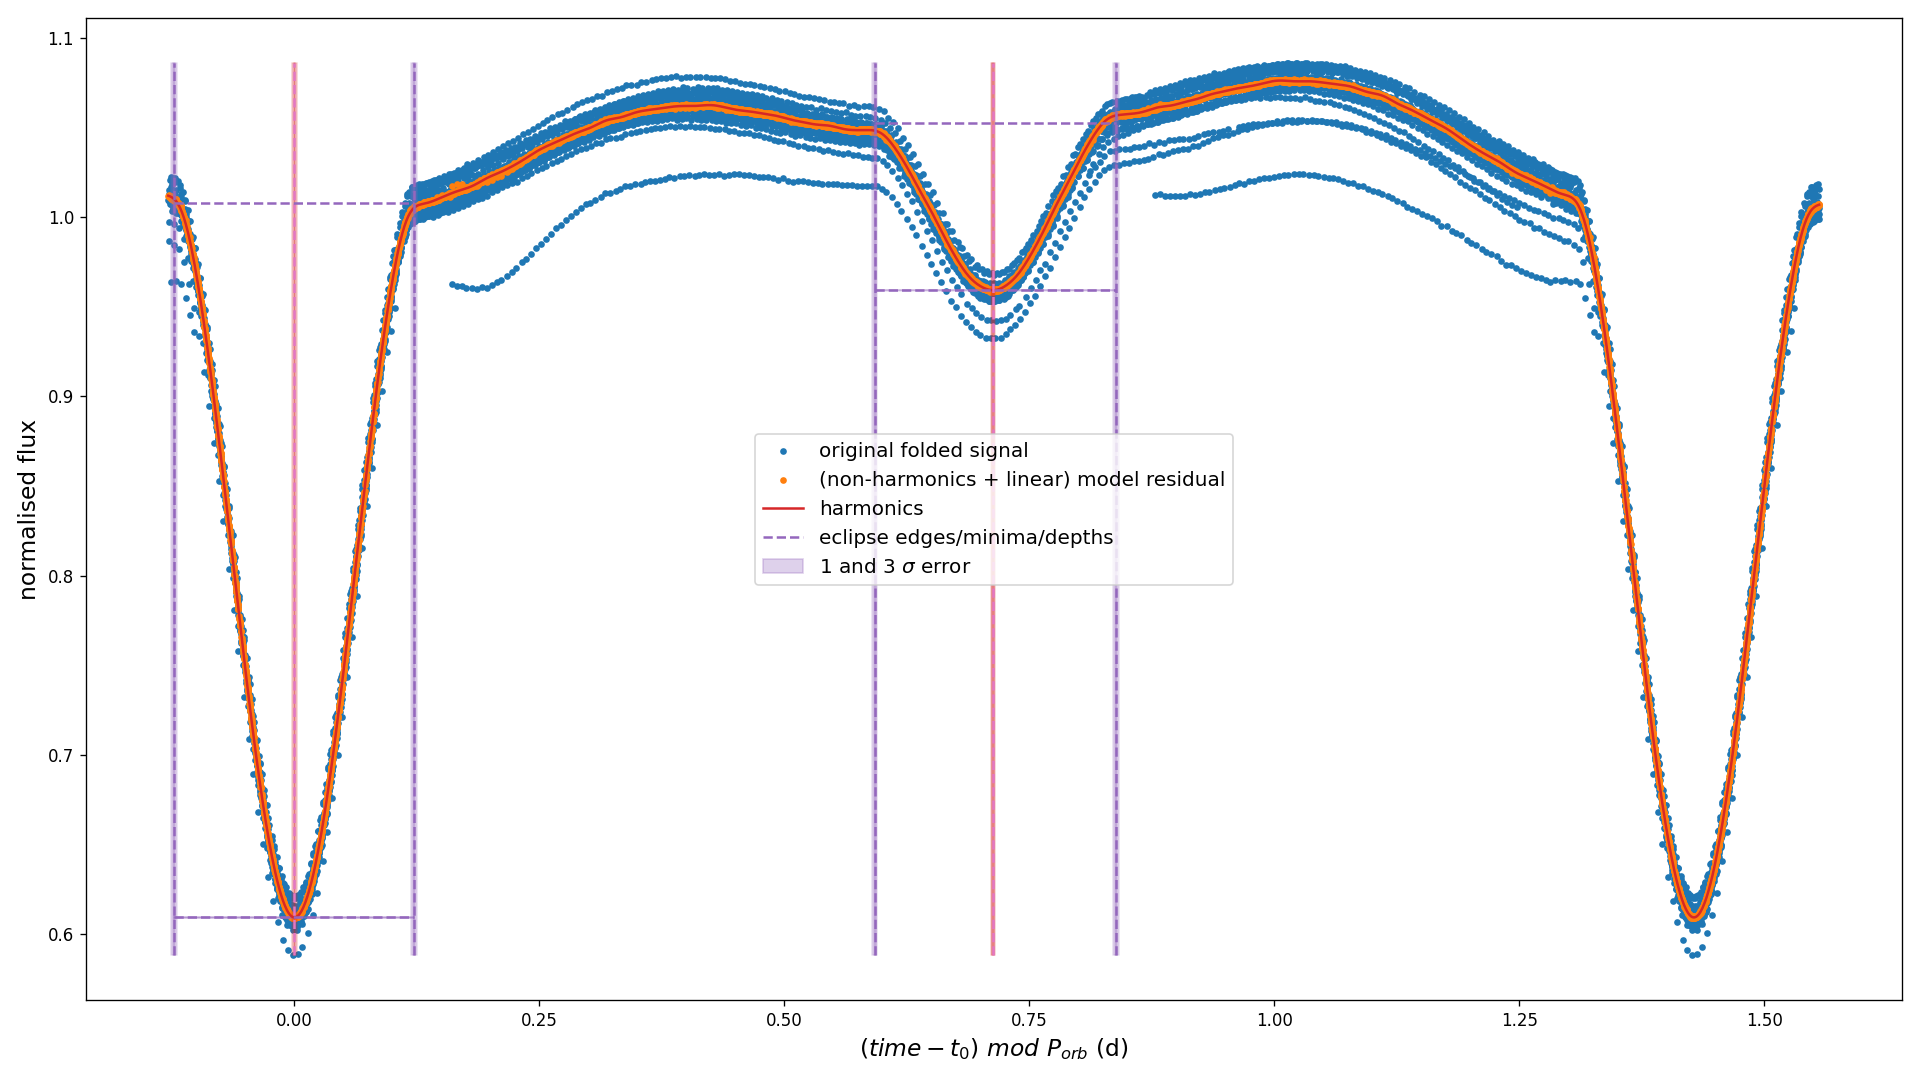 1.1
1.0
0.9
0.8
0.7
0.6
normalised flux
original folded signal
(non-harmonics + linear) model residual
harmonics
eclipse edges/minima/depths
1 and 3 σ error
0.00 0.25 0.50 0.75 1.00 1.25 1.50
(time − t₀) mod Pₒᵣb (d)